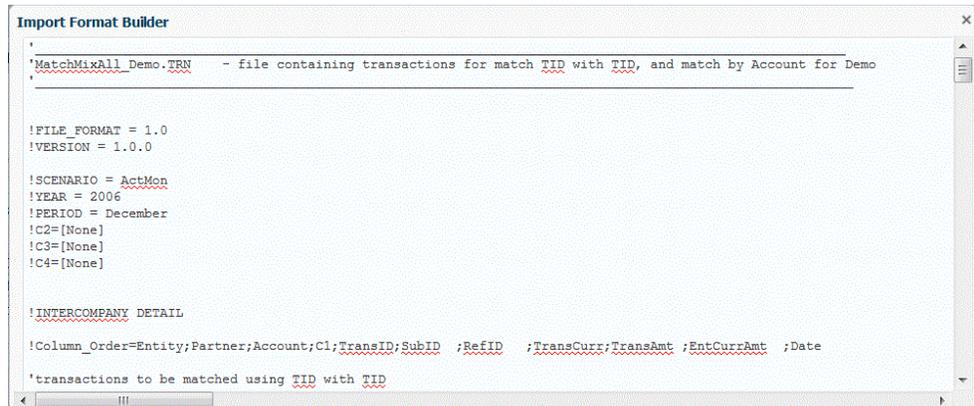 Import Format Builder
'
'MatchMixAll_Demo.TRN - file containing transactions for match TID with TID, and match by Account for Demo
'
!FILE_FORMAT = 1.0
!VERSION = 1.0.0
!SCENARIO = ActMon
!YEAR = 2006
!PERIOD = December
!C2=[None]
!C3=[None]
!C4=[None]
!INTERCOMPANY DETAIL
!Column_Order=Entity;Partner;Account;C1;TransID;SubID ;RefID ;TransCurr;TransAmt ;EntCurrAmt ;Date
'transactions to be matched using TID with TID